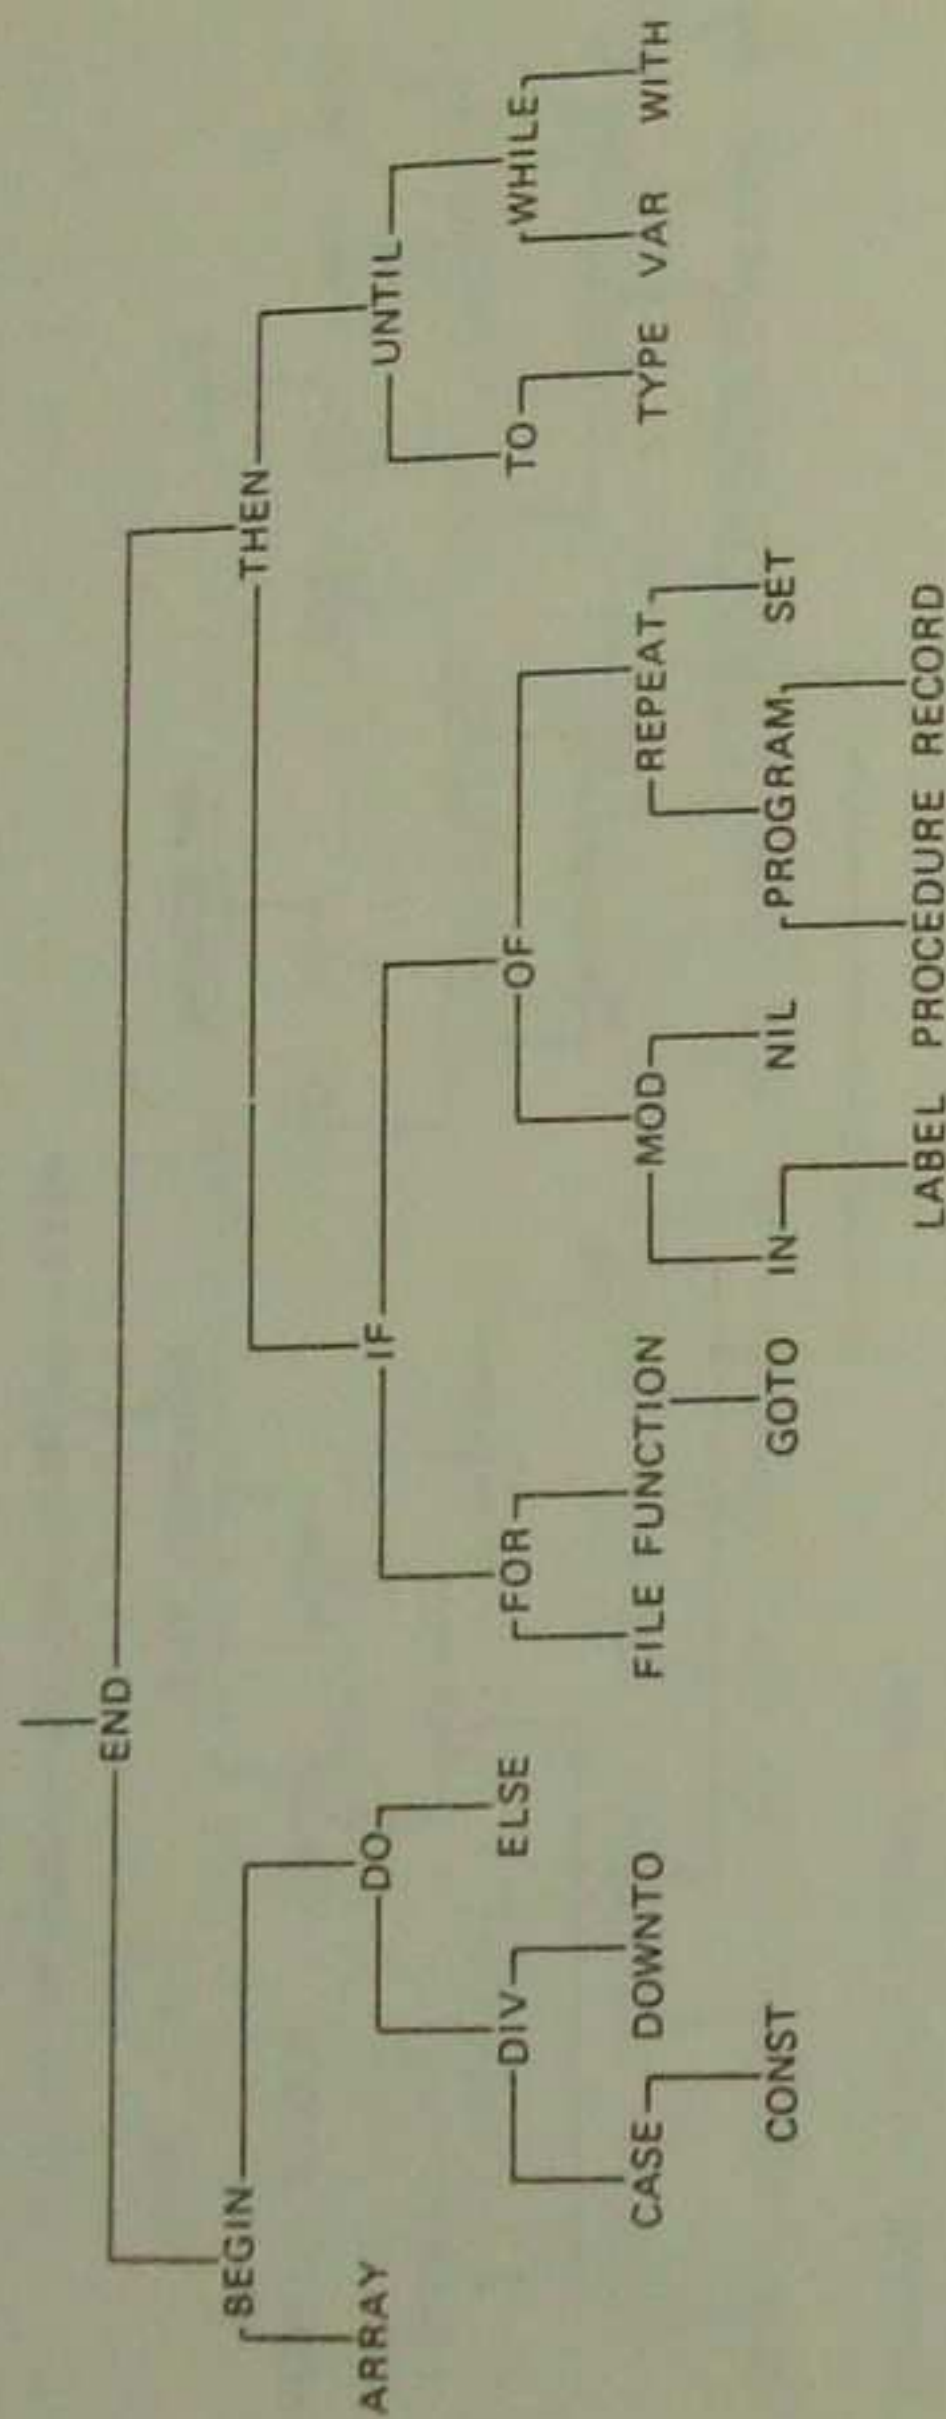 END
BEGIN THEN
ARRAY DO IF UNTIL
DIV ELSE FOR OF TO WHILE
CASE DOWNTO FILE FUNCTION MOD REPEAT TYPE VAR WITH
CONST GOTO IN NIL PROGRAM SET
LABEL PROCEDURE RECORD